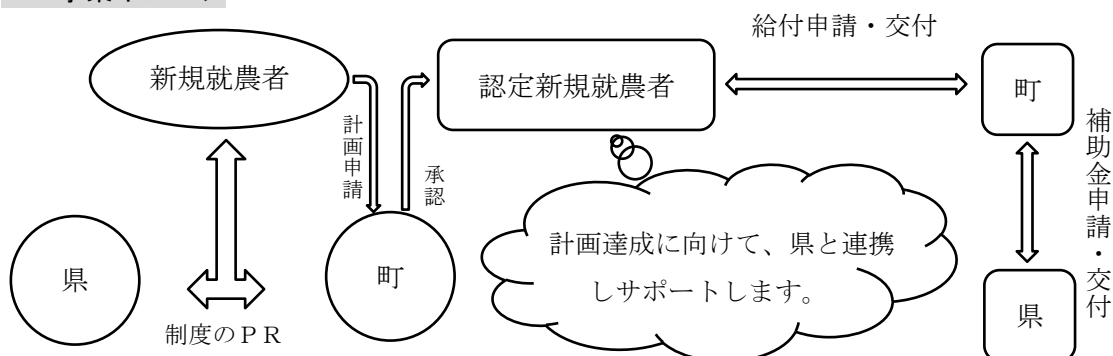 給付申請・交付
新規就農者
認定新規就農者
町
計画申請
承認
補助金申請・交付
県
町
計画達成に向けて、県と連携
しサポートします。
県
制度のPR